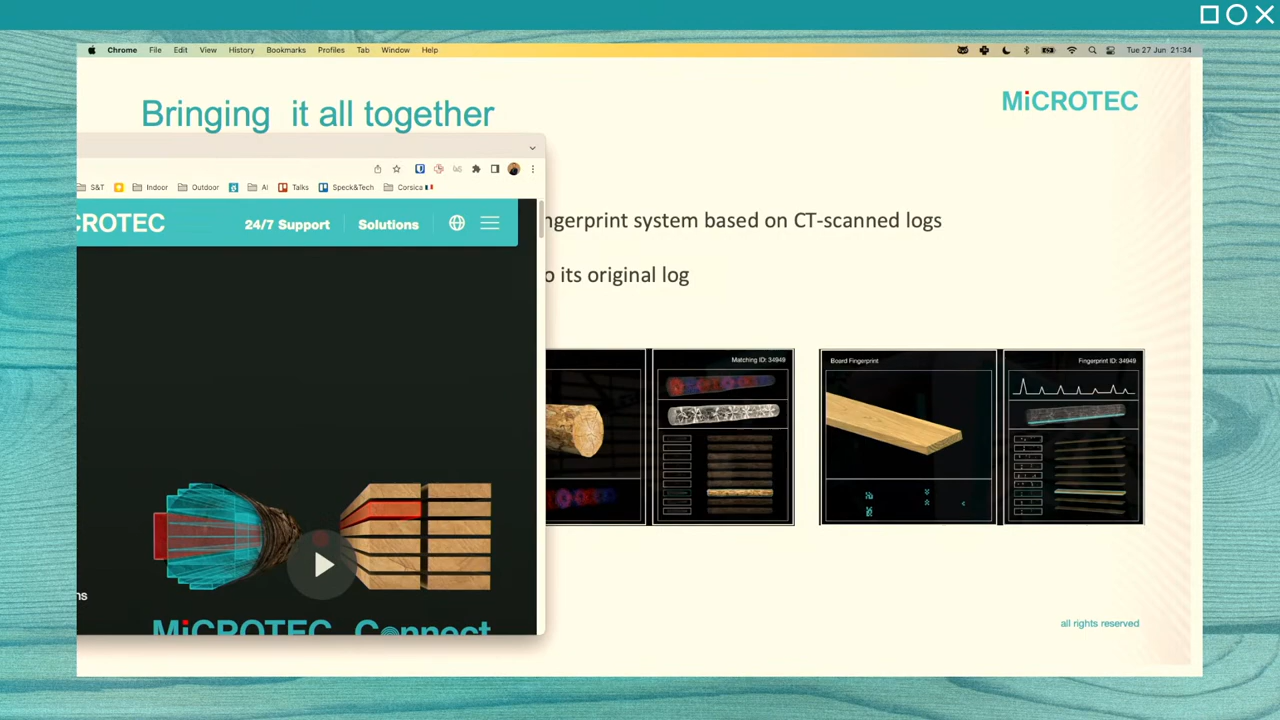 Chrome File Edit View History Bookmarks Profiles Tab Window Help Tue 27 Jun 21:34
Bringing it all together
MiCROTEC
S&T Indoor Outdoor AI Talks Speck&Tech Corsica
CROTEC 24/7 Support Solutions
ngerprint system based on CT-scanned logs
o its original log
Matching ID: 34949
Board Fingerprint
Fingerprint ID: 34949
ns
MiCROTEC Connect
all rights reserved